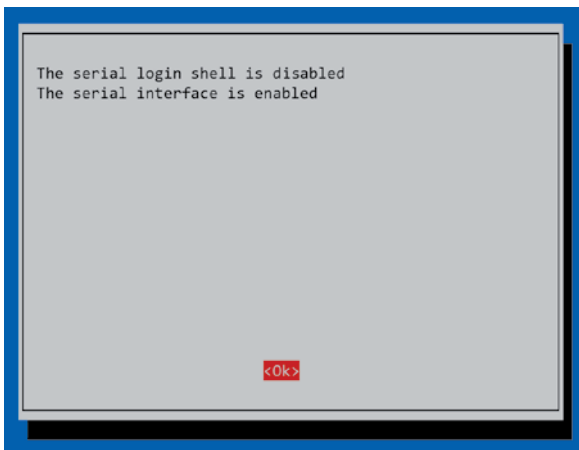 The serial login shell is disabled
The serial interface is enabled
<Ok>